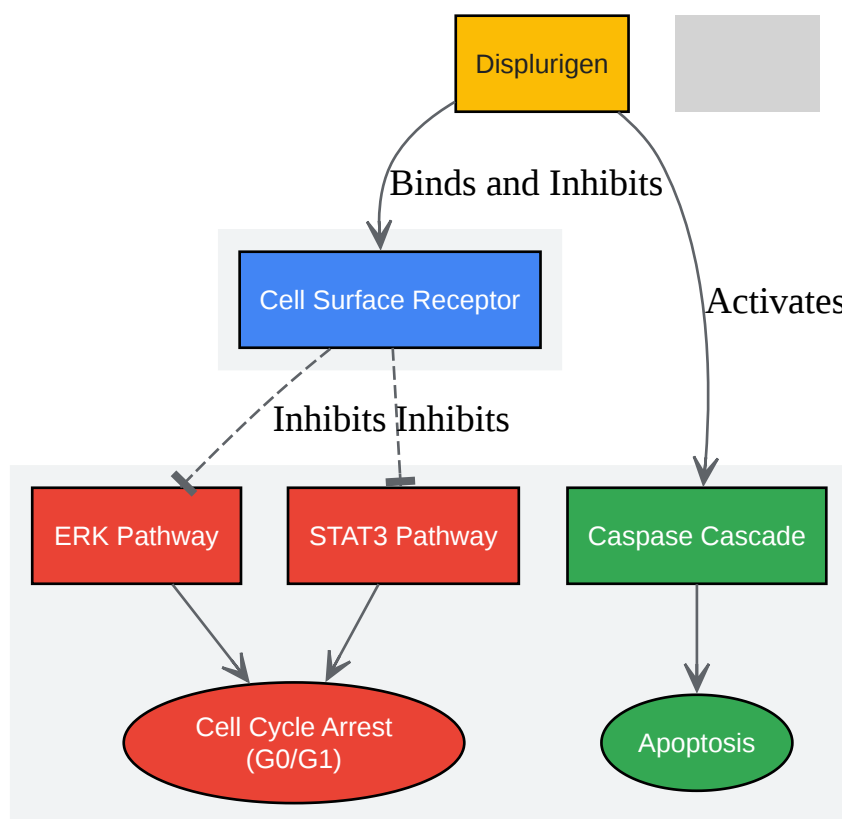 Displurigen
Binds and Inhibits
Cell Surface Receptor
Activates
Inhibits
Inhibits
ERK Pathway
STAT3 Pathway
Caspase Cascade
Cell Cycle Arrest
(G0/G1)
Apoptosis